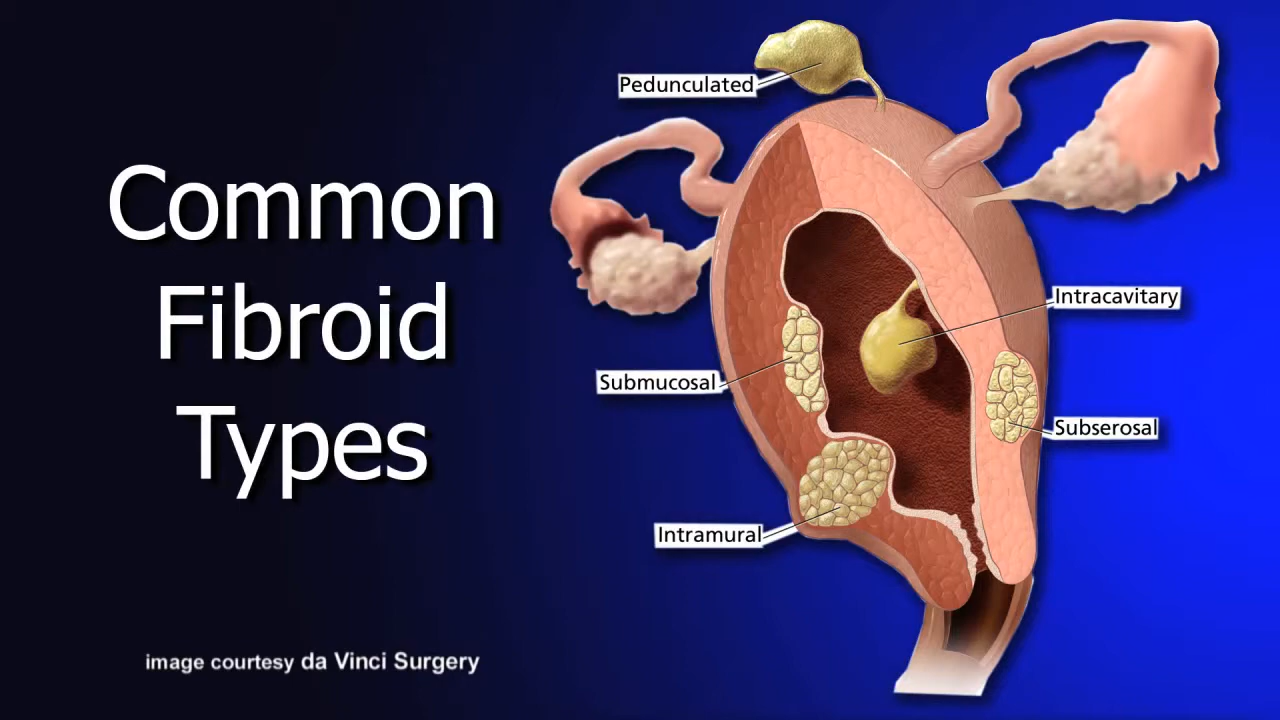 Common
Fibroid
Types
image courtesy da Vinci Surgery
Pedunculated
Intracavitary
Submucosal
Subserosal
Intramural